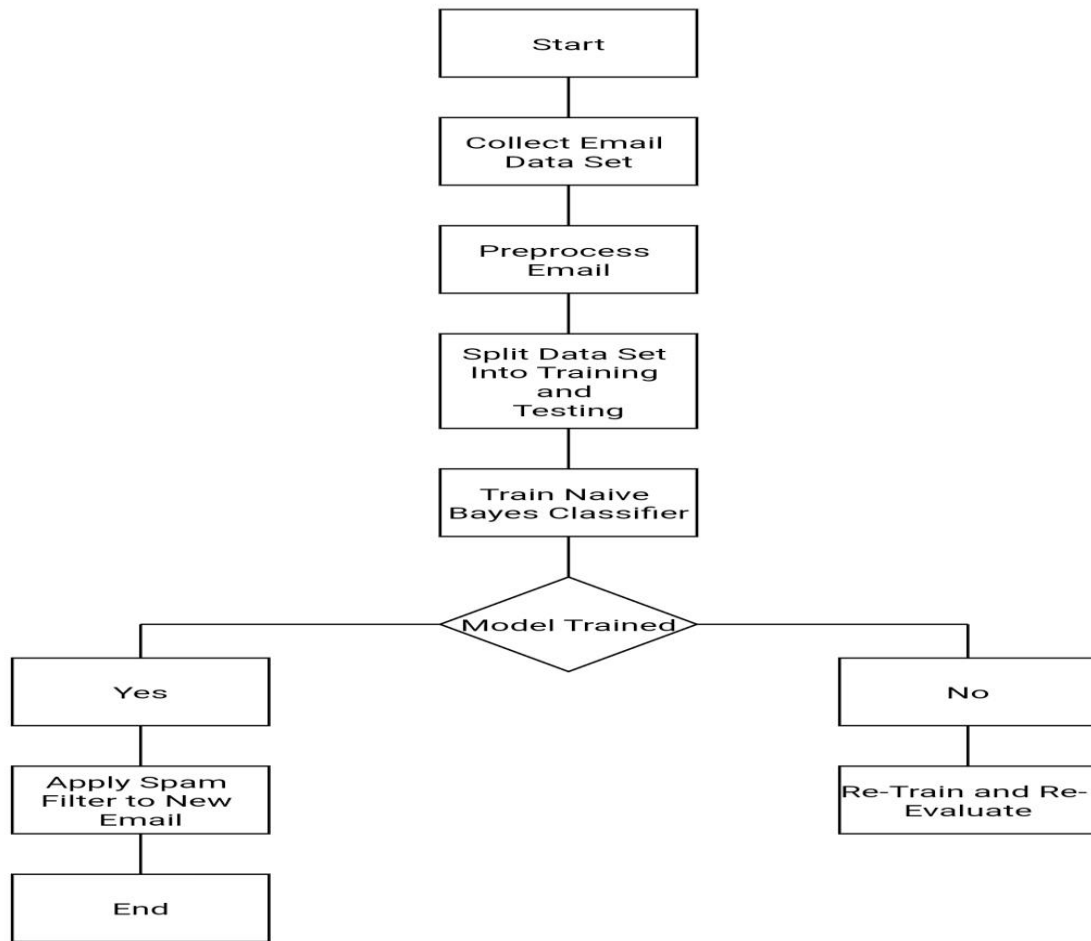 Start
Collect Email
Data Set
Preprocess
Email
Split Data Set
Into Training
and
Testing
Train Naive
Bayes Classifier
Model Trained
Yes
No
Apply Spam
Filter to New
Email
Re-Train and Re-
Evaluate
End